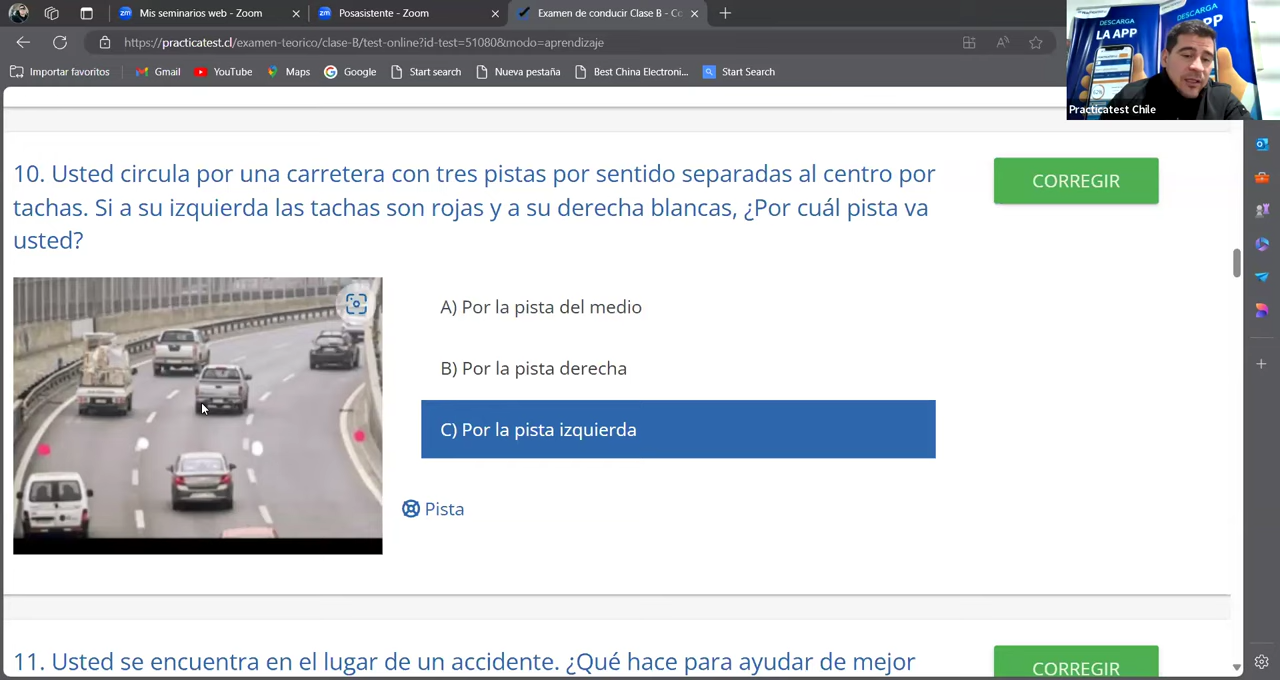 Mis seminarios web - Zoom
Posasistente - Zoom
Examen de conducir Clase B - Co
https://practicatest.cl/examen-teorico/clase-B/test-online?id-test=51080&modo=aprendizaje
Importar favoritos
Gmail
YouTube
Maps
Google
Start search
Nueva pestaña
Best China Electroni...
Start Search
DESCARGA
LA APP
DESCARGA
APP
Practicatest Chile
10. Usted circula por una carretera con tres pistas por sentido separadas al centro por
tachas. Si a su izquierda las tachas son rojas y a su derecha blancas, ¿Por cuál pista va
usted?
CORREGIR
A) Por la pista del medio
B) Por la pista derecha
C) Por la pista izquierda
Pista
11. Usted se encuentra en el lugar de un accidente. ¿Qué hace para ayudar de mejor
CORREGIR